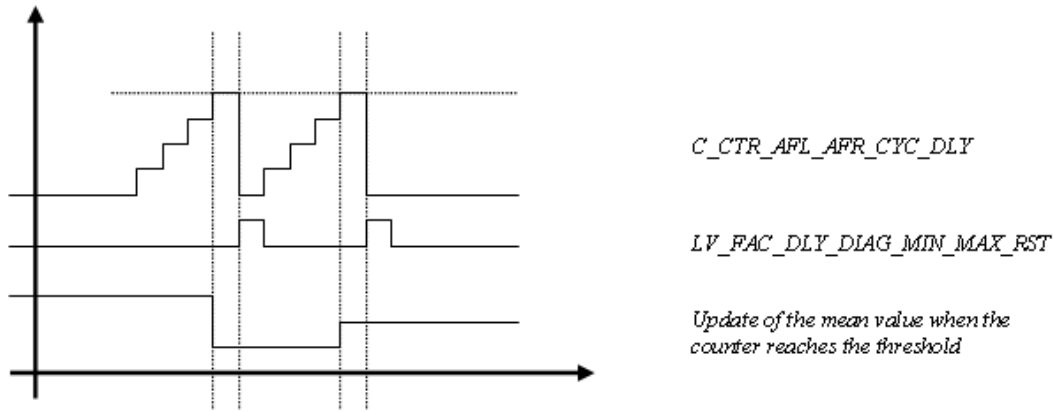 C_CTR_AFL_AFR_CYC_DLY
LV_FAC_DLY_DIAG_MIN_MAX_RST
Update of the mean value when the
counter reaches the threshold